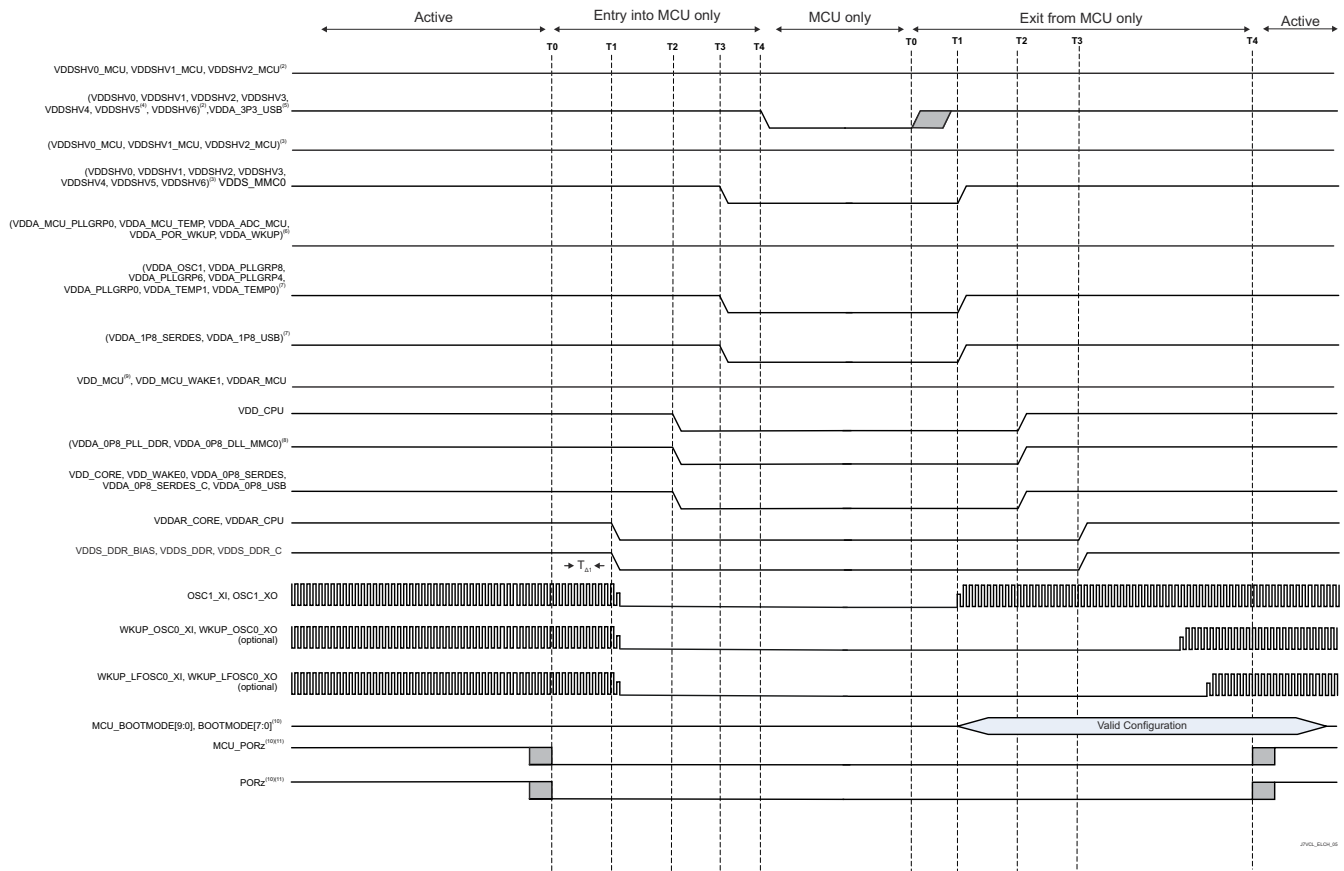 Active
Entry into MCU only
MCU only
Exit from MCU only
Active
T0
T1
T2
T3
T4
T0
T1
T2
T3
T4
VDDSHV0_MCU, VDDSHV1_MCU, VDDSHV2_MCU(2)
(VDDSHV0, VDDSHV1, VDDSHV2, VDDSHV3,
VDDSHV4, VDDSHV5(4), VDDSHV6)(2),VDDA_3P3_USB(5)
(VDDSHV0_MCU, VDDSHV1_MCU, VDDSHV2_MCU)(3)
(VDDSHV0, VDDSHV1, VDDSHV2, VDDSHV3,
VDDSHV4, VDDSHV5, VDDSHV6)(3) VDDS_MMC0
(VDDA_MCU_PLLGRP0, VDDA_MCU_TEMP, VDDA_ADC_MCU,
VDDA_POR_WKUP, VDDA_WKUP)(6)
(VDDA_OSC1, VDDA_PLLGRP8,
VDDA_PLLGRP6, VDDA_PLLGRP4,
VDDA_PLLGRP0, VDDA_TEMP1, VDDA_TEMP0)(7)
(VDDA_1P8_SERDES, VDDA_1P8_USB)(7)
VDD_MCU(9), VDD_MCU_WAKE1, VDDAR_MCU
VDD_CPU
(VDDA_0P8_PLL_DDR, VDDA_0P8_DLL_MMC0)(8)
VDD_CORE, VDD_WAKE0, VDDA_0P8_SERDES,
VDDA_0P8_SERDES_C, VDDA_0P8_USB
VDDAR_CORE, VDDAR_CPU
VDDS_DDR_BIAS, VDDS_DDR, VDDS_DDR_C
TΔ1
OSC1_XI, OSC1_XO
WKUP_OSC0_XI, WKUP_OSC0_XO
(optional)
WKUP_LFOSC0_XI, WKUP_LFOSC0_XO
(optional)
MCU_BOOTMODE[9:0], BOOTMODE[7:0](10)
Valid Configuration
MCU_PORz(10)(11)
PORz(10)(11)
J7VCL_ELCH_05